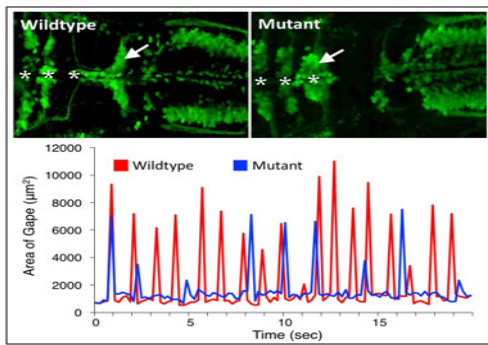 Wildtype
Mutant
* * *
* * *
12000
10000
8000
6000
4000
2000
0
Area of Gape (µm²)
Wildtype
Mutant
0
5
10
15
Time (sec)